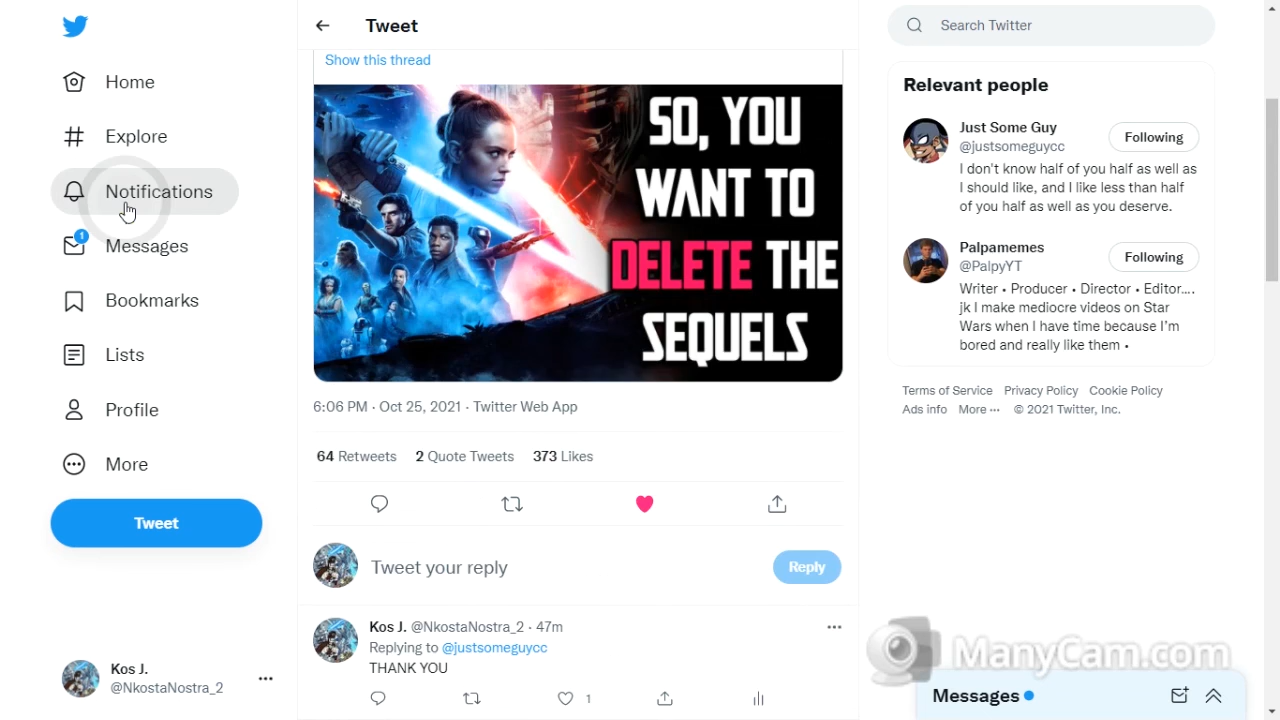 Home
Explore
Notifications
1
Messages
Bookmarks
Lists
Profile
More
Tweet
Kos J.
@NkostaNostra_2
Tweet
Show this thread
SO, YOU
WANT TO
DELETE THE
SEQUELS
6:06 PM · Oct 25, 2021 · Twitter Web App
64 Retweets 2 Quote Tweets 373 Likes
Tweet your reply
Reply
Kos J. @NkostaNostra_2 · 47m
Replying to @justsomeguycc
THANK YOU
1
Search Twitter
Relevant people
Just Some Guy
@justsomeguycc
Following
I don't know half of you half as well as
I should like, and I like less than half
of you half as well as you deserve.
Palpamemes
@PalpyYT
Following
Writer • Producer • Director • Editor....
jk I make mediocre videos on Star
Wars when I have time because I'm
bored and really like them •
Terms of Service Privacy Policy Cookie Policy
Ads info More ··· © 2021 Twitter, Inc.
ManyCam.com
Messages